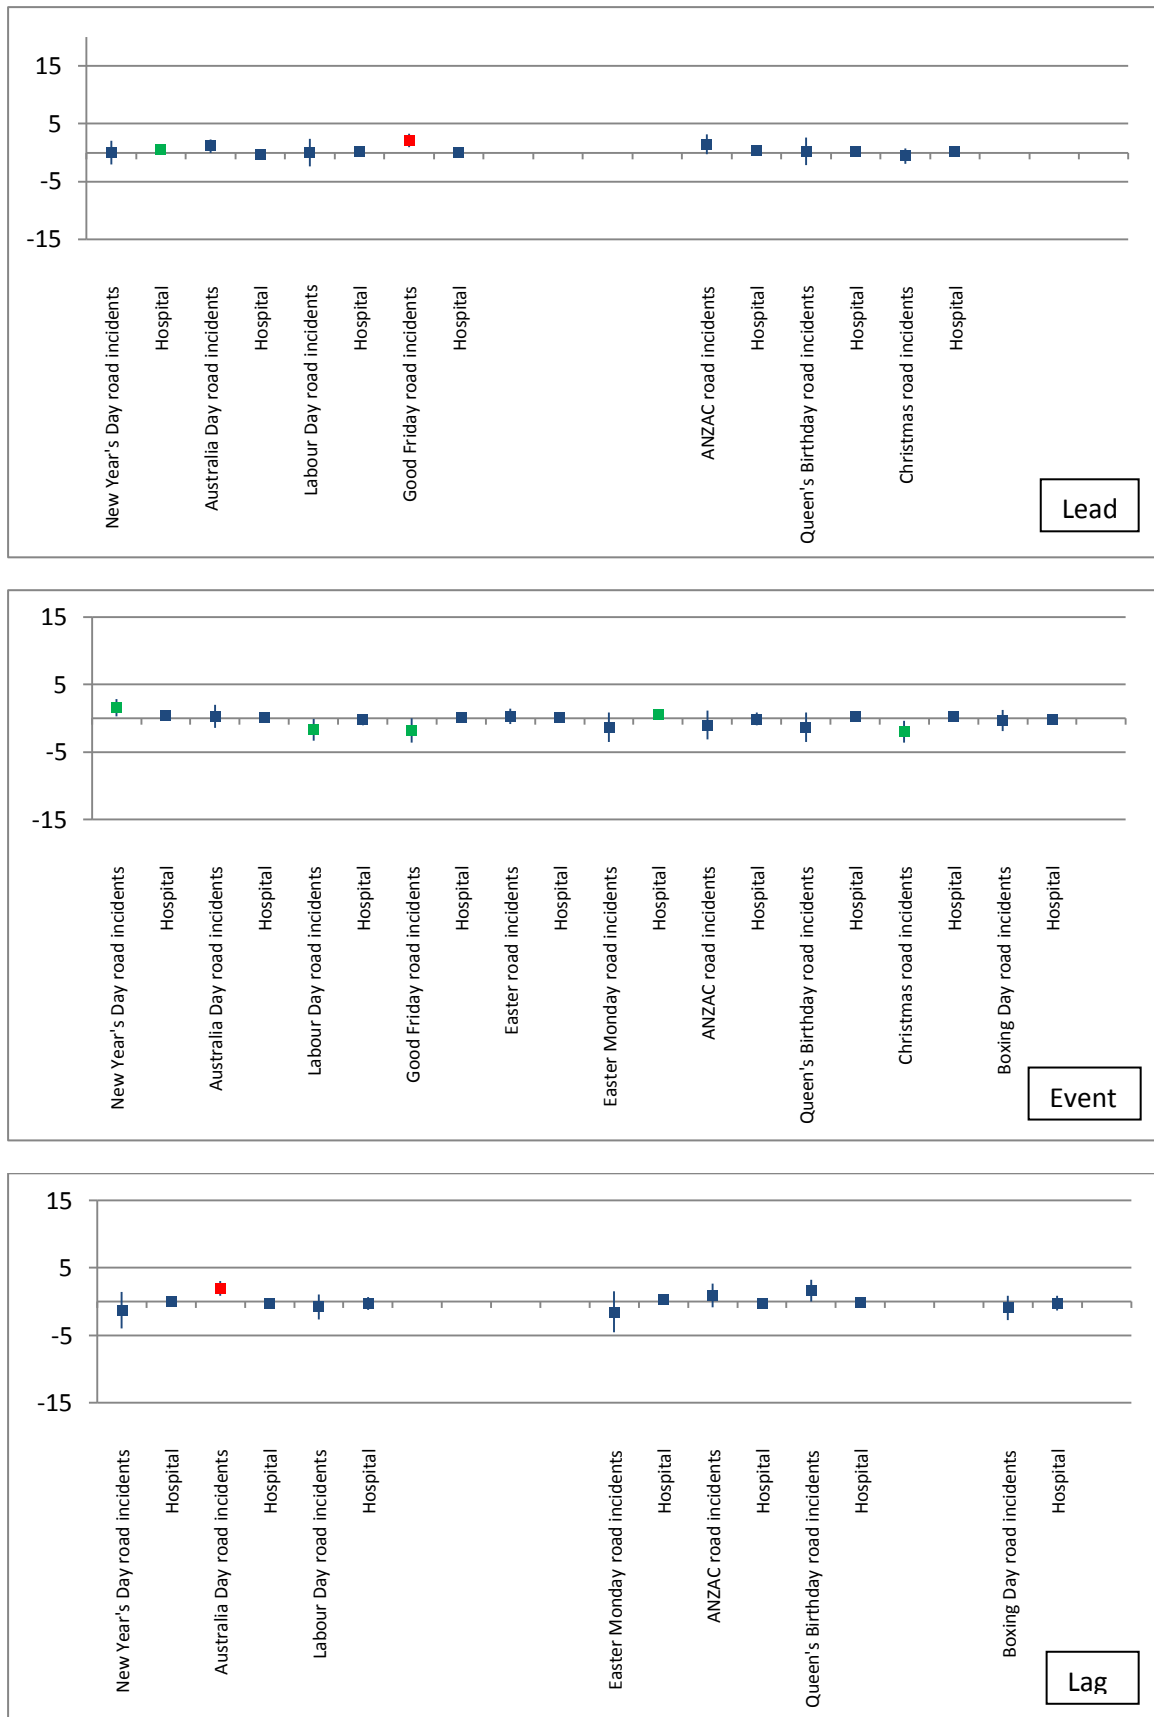 15
5
-5
-15
New Year's Day road incidents
Hospital
Australia Day road incidents
Hospital
Labour Day road incidents
Hospital
Good Friday road incidents
Hospital
ANZAC road incidents
Hospital
Queen's Birthday road incidents
Hospital
Christmas road incidents
Hospital
Lead
15
5
-5
-15
New Year's Day road incidents
Hospital
Australia Day road incidents
Hospital
Labour Day road incidents
Hospital
Good Friday road incidents
Hospital
Easter road incidents
Hospital
Easter Monday road incidents
Hospital
ANZAC road incidents
Hospital
Queen's Birthday road incidents
Hospital
Christmas road incidents
Hospital
Boxing Day road incidents
Hospital
Event
15
5
-5
-15
New Year's Day road incidents
Hospital
Australia Day road incidents
Hospital
Labour Day road incidents
Hospital
Easter Monday road incidents
Hospital
ANZAC road incidents
Hospital
Queen's Birthday road incidents
Hospital
Boxing Day road incidents
Hospital
Lag